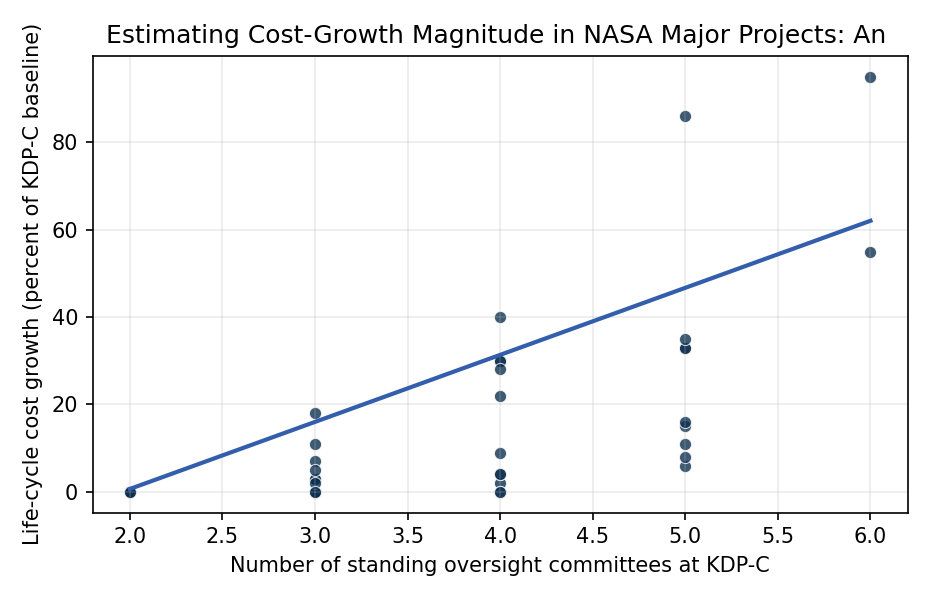 Estimating Cost-Growth Magnitude in NASA Major Projects: An
Life-cycle cost growth (percent of KDP-C baseline)
80
60
40
20
0
2.0 2.5 3.0 3.5 4.0 4.5 5.0 5.5 6.0
Number of standing oversight committees at KDP-C